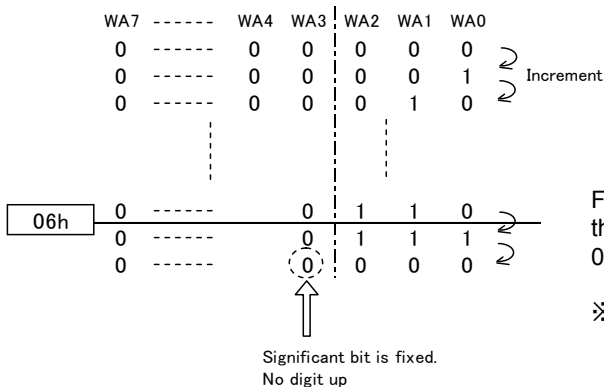 WA7 ------ WA4 WA3 WA2 WA1 WA0
0 ------ 0 0 0 0 0
0 ------ 0 0 0 0 1 Increment
0 ------ 0 0 0 1 0
06h
0 ------ 0 1 1 0
0 ------ 0 1 1 1
0 ------ 0 0 0 0
Significant bit is fixed.
No digit up
F
th
0
※